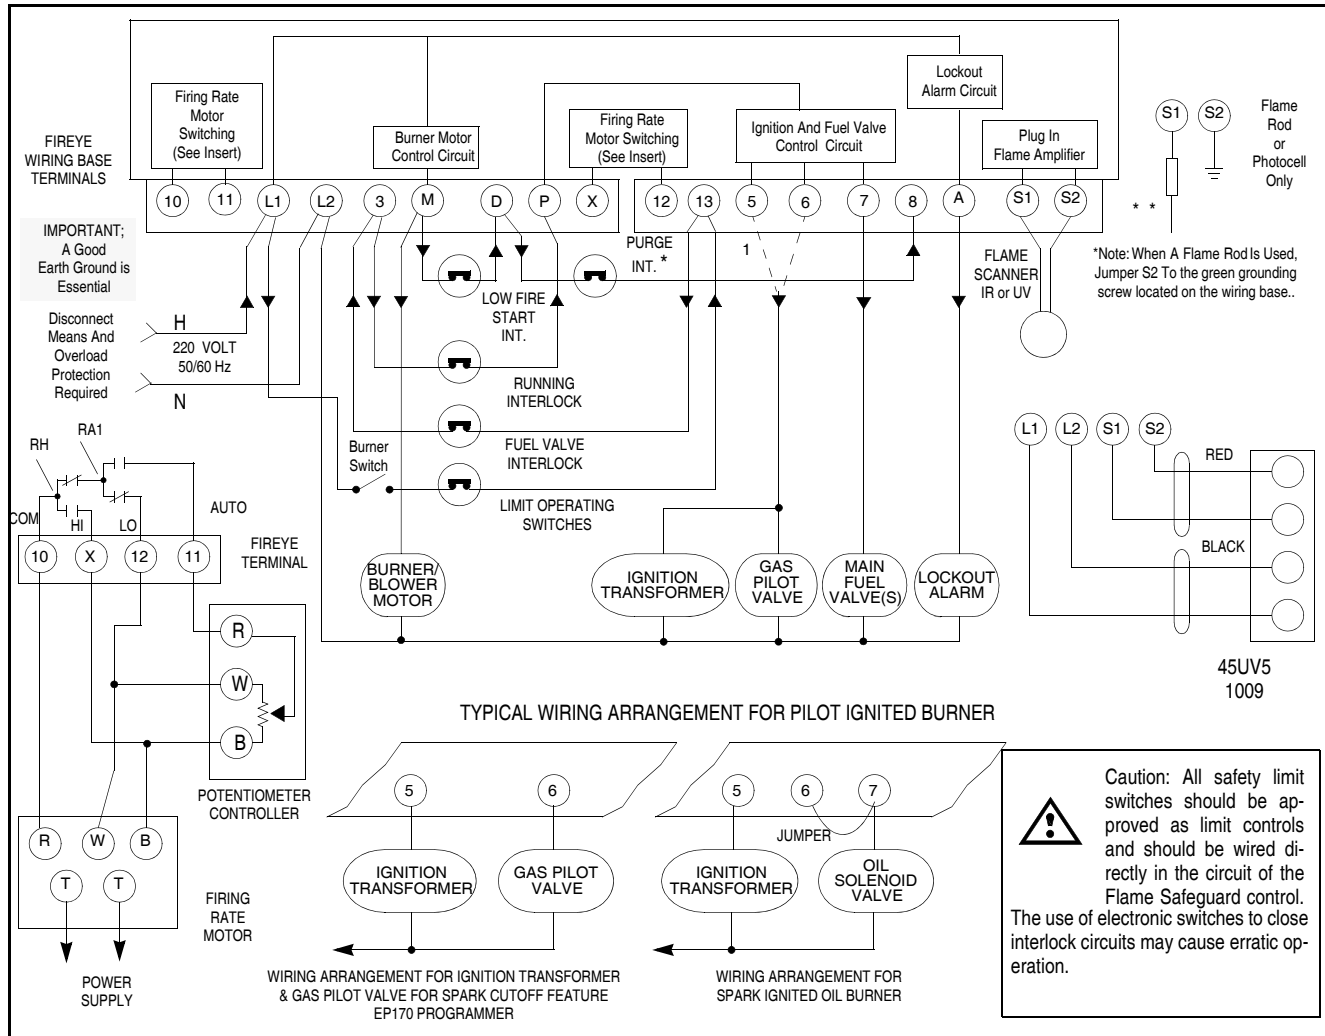 Firing Rate
Motor
Switching
(See Insert)
Burner Motor
Control Circuit
Firing Rate
Motor Switching
(See Insert)
Ignition And Fuel Valve
Control Circuit
Lockout
Alarm Circuit
Plug In
Flame Amplifier
S1 S2
Flame
Rod
or
Photocell
Only
* *
*Note: When A Flame Rod Is Used,
Jumper S2 To the green grounding
screw located on the wiring base..
FIREYE
WIRING BASE
TERMINALS
10 11 L1 L2 3 M D P X 12 13 5 6 7 8 A S1 S2
IMPORTANT;
A Good
Earth Ground is
Essential
Disconnect
Means And
Overload
Protection
Required
H
220 VOLT
50/60 Hz
N
PURGE
INT. *
1
LOW FIRE
START
INT.
FLAME
SCANNER
IR or UV
RUNNING
INTERLOCK
FUEL VALVE
INTERLOCK
Burner
Switch
LIMIT OPERATING
SWITCHES
BURNER/
BLOWER
MOTOR
IGNITION
TRANSFORMER
GAS
PILOT
VALVE
MAIN
FUEL
VALVE(S)
LOCKOUT
ALARM
L1 L2 S1 S2
RED
BLACK
45UV5
1009
RH
RA1
COM
HI
LO
AUTO
10 X 12 11
FIREYE
TERMINAL
R
W
B
POTENTIOMETER
CONTROLLER
R W B
T T
FIRING
RATE
MOTOR
POWER
SUPPLY
TYPICAL WIRING ARRANGEMENT FOR PILOT IGNITED BURNER
5 6
IGNITION
TRANSFORMER
GAS PILOT
VALVE
WIRING ARRANGEMENT FOR IGNITION TRANSFORMER
& GAS PILOT VALVE FOR SPARK CUTOFF FEATURE
EP170 PROGRAMMER
5 6 7
JUMPER
IGNITION
TRANSFORMER
OIL
SOLENOID
VALVE
WIRING ARRANGEMENT FOR
SPARK IGNITED OIL BURNER
Caution: All safety limit
switches should be ap-
proved as limit controls
and should be wired di-
rectly in the circuit of the
Flame Safeguard control.
The use of electronic switches to close
interlock circuits may cause erratic op-
eration.